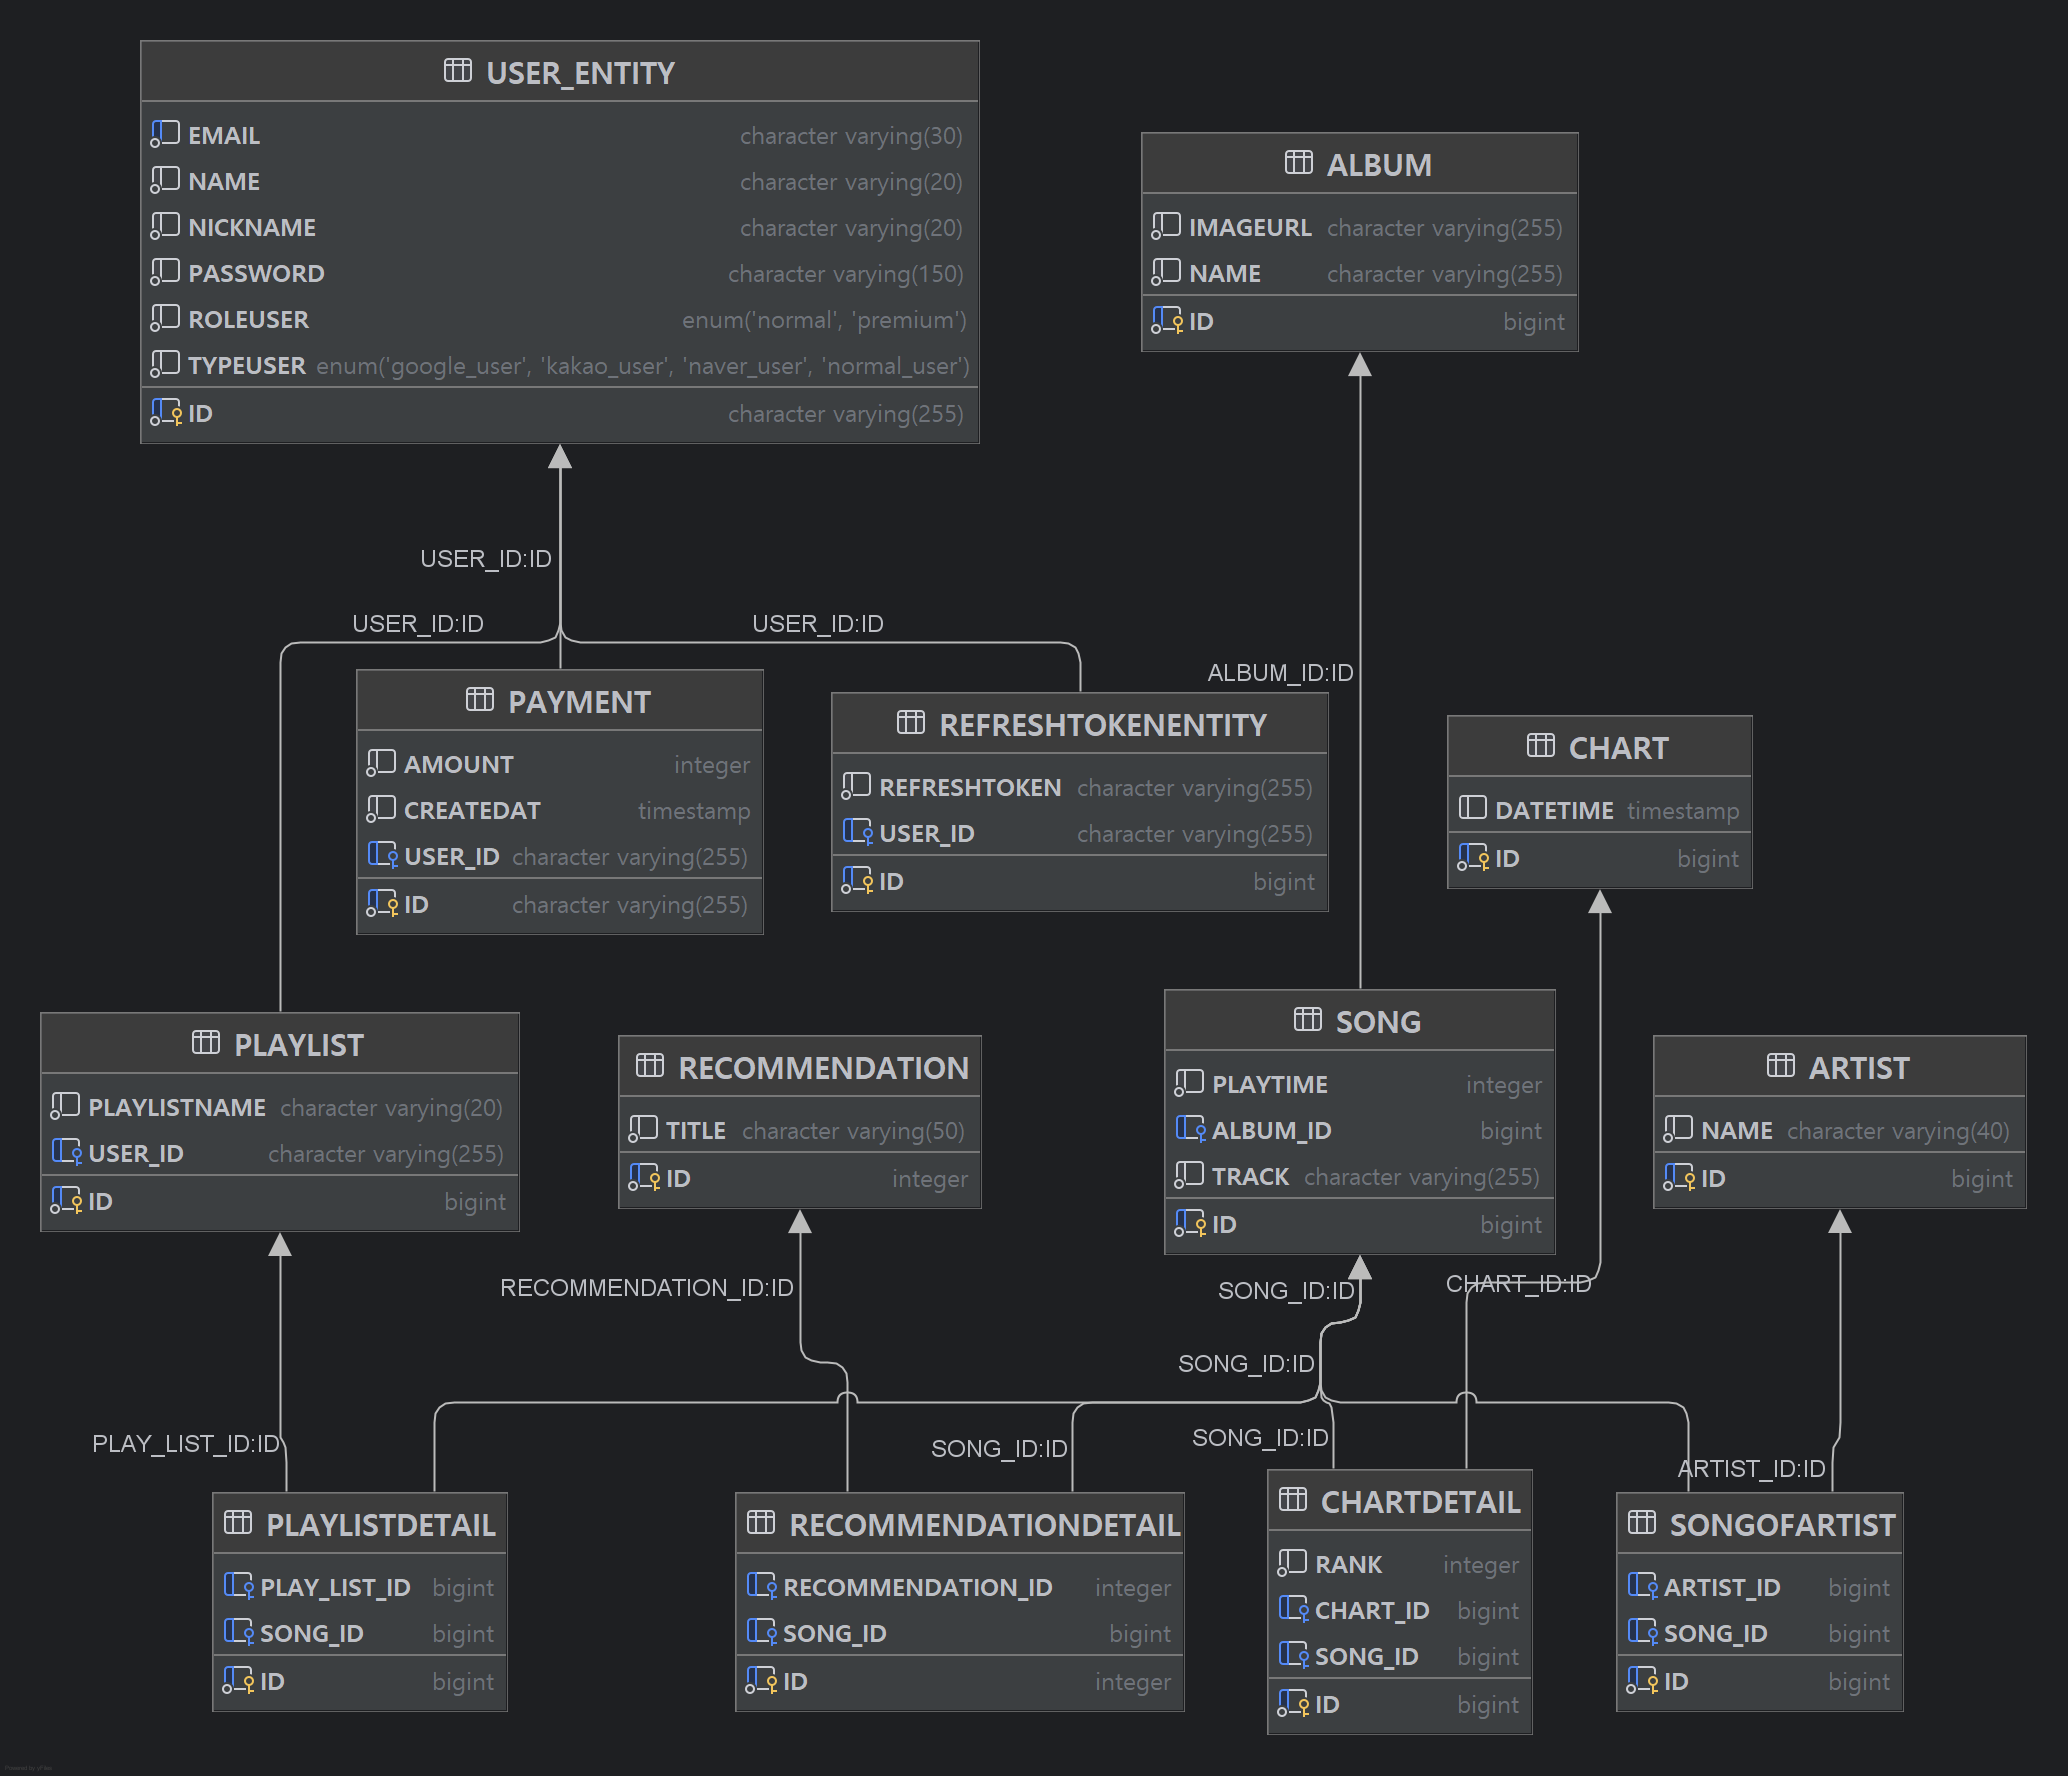 USER_ENTITY
EMAIL character varying(30)
NAME character varying(20)
NICKNAME character varying(20)
PASSWORD character varying(150)
ROLEUSER enum('normal', 'premium')
TYPEUSER enum('google_user', 'kakao_user', 'naver_user', 'normal_user')
ID character varying(255)
ALBUM
IMAGEURL character varying(255)
NAME character varying(255)
ID bigint
USER_ID:ID
USER_ID:ID
USER_ID:ID
ALBUM_ID:ID
PAYMENT
AMOUNT integer
CREATEDAT timestamp
USER_ID character varying(255)
ID character varying(255)
REFRESHTOKENENTITY
REFRESHTOKEN character varying(255)
USER_ID character varying(255)
ID bigint
CHART
DATETIME timestamp
ID bigint
PLAYLIST
PLAYLISTNAME character varying(20)
USER_ID character varying(255)
ID bigint
RECOMMENDATION
TITLE character varying(50)
ID integer
SONG
PLAYTIME integer
ALBUM_ID bigint
TRACK character varying(255)
ID bigint
ARTIST
NAME character varying(40)
ID bigint
RECOMMENDATION_ID:ID
SONG_ID:ID
CHART_ID:ID
SONG_ID:ID
PLAY_LIST_ID:ID
SONG_ID:ID
SONG_ID:ID
ARTIST_ID:ID
PLAYLISTDETAIL
PLAY_LIST_ID bigint
SONG_ID bigint
ID bigint
RECOMMENDATIONDETAIL
RECOMMENDATION_ID integer
SONG_ID bigint
ID integer
CHARTDETAIL
RANK integer
CHART_ID bigint
SONG_ID bigint
ID bigint
SONGOFARTIST
ARTIST_ID bigint
SONG_ID bigint
ID bigint